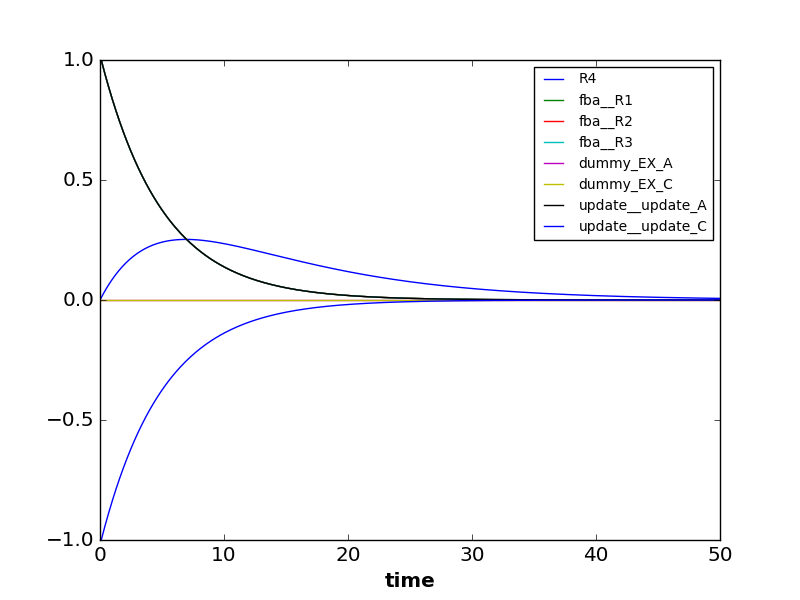 1.0
0.5
0.0
−0.5
−1.0
0 10 20 30 40 50
time
R4
fba__R1
fba__R2
fba__R3
dummy_EX_A
dummy_EX_C
update__update_A
update__update_C